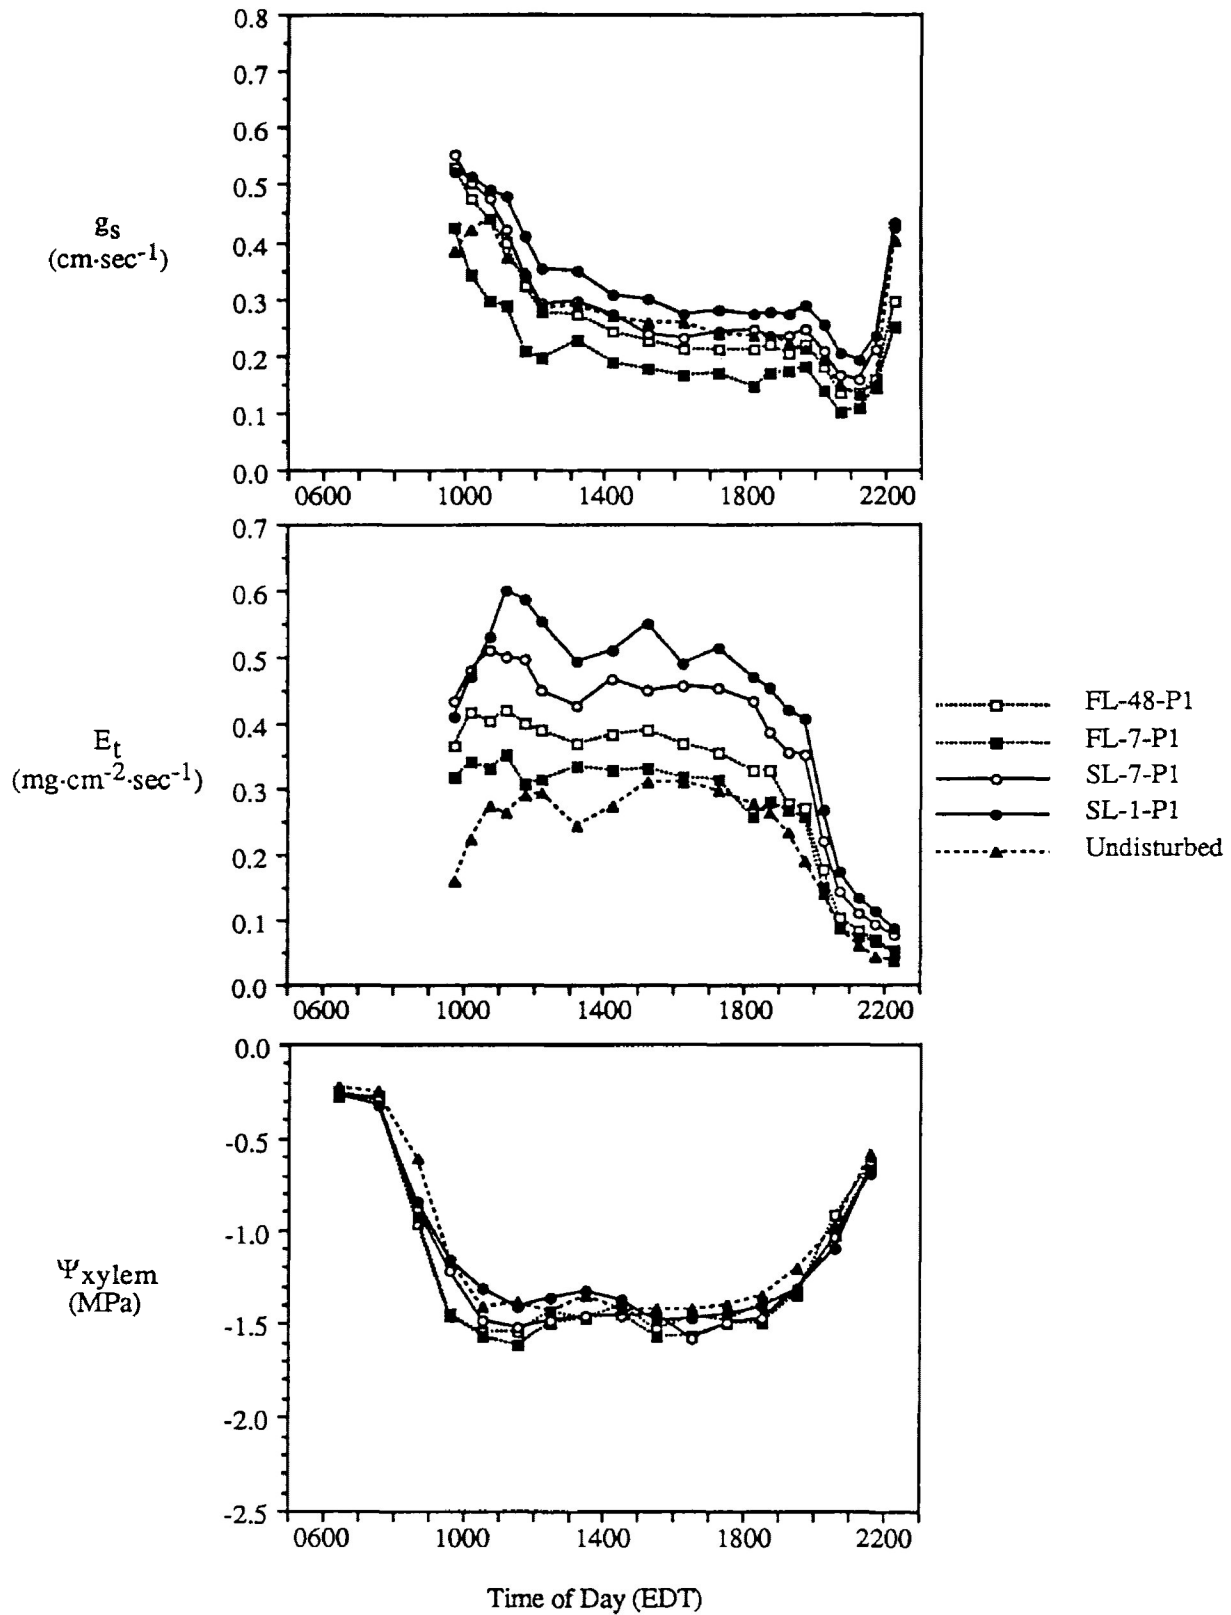 0.8
0.7
0.6
0.5
0.4
0.3
0.2
0.1
0.0
gs
(cm·sec-1)
0600 1000 1400 1800 2200
0.7
0.6
0.5
0.4
0.3
0.2
0.1
0.0
Et
(mg·cm-2·sec-1)
0600 1000 1400 1800 2200
FL-48-P1
FL-7-P1
SL-7-P1
SL-1-P1
Undisturbed
0.0
-0.5
-1.0
-1.5
-2.0
-2.5
Ψxylem
(MPa)
0600 1000 1400 1800 2200
Time of Day (EDT)